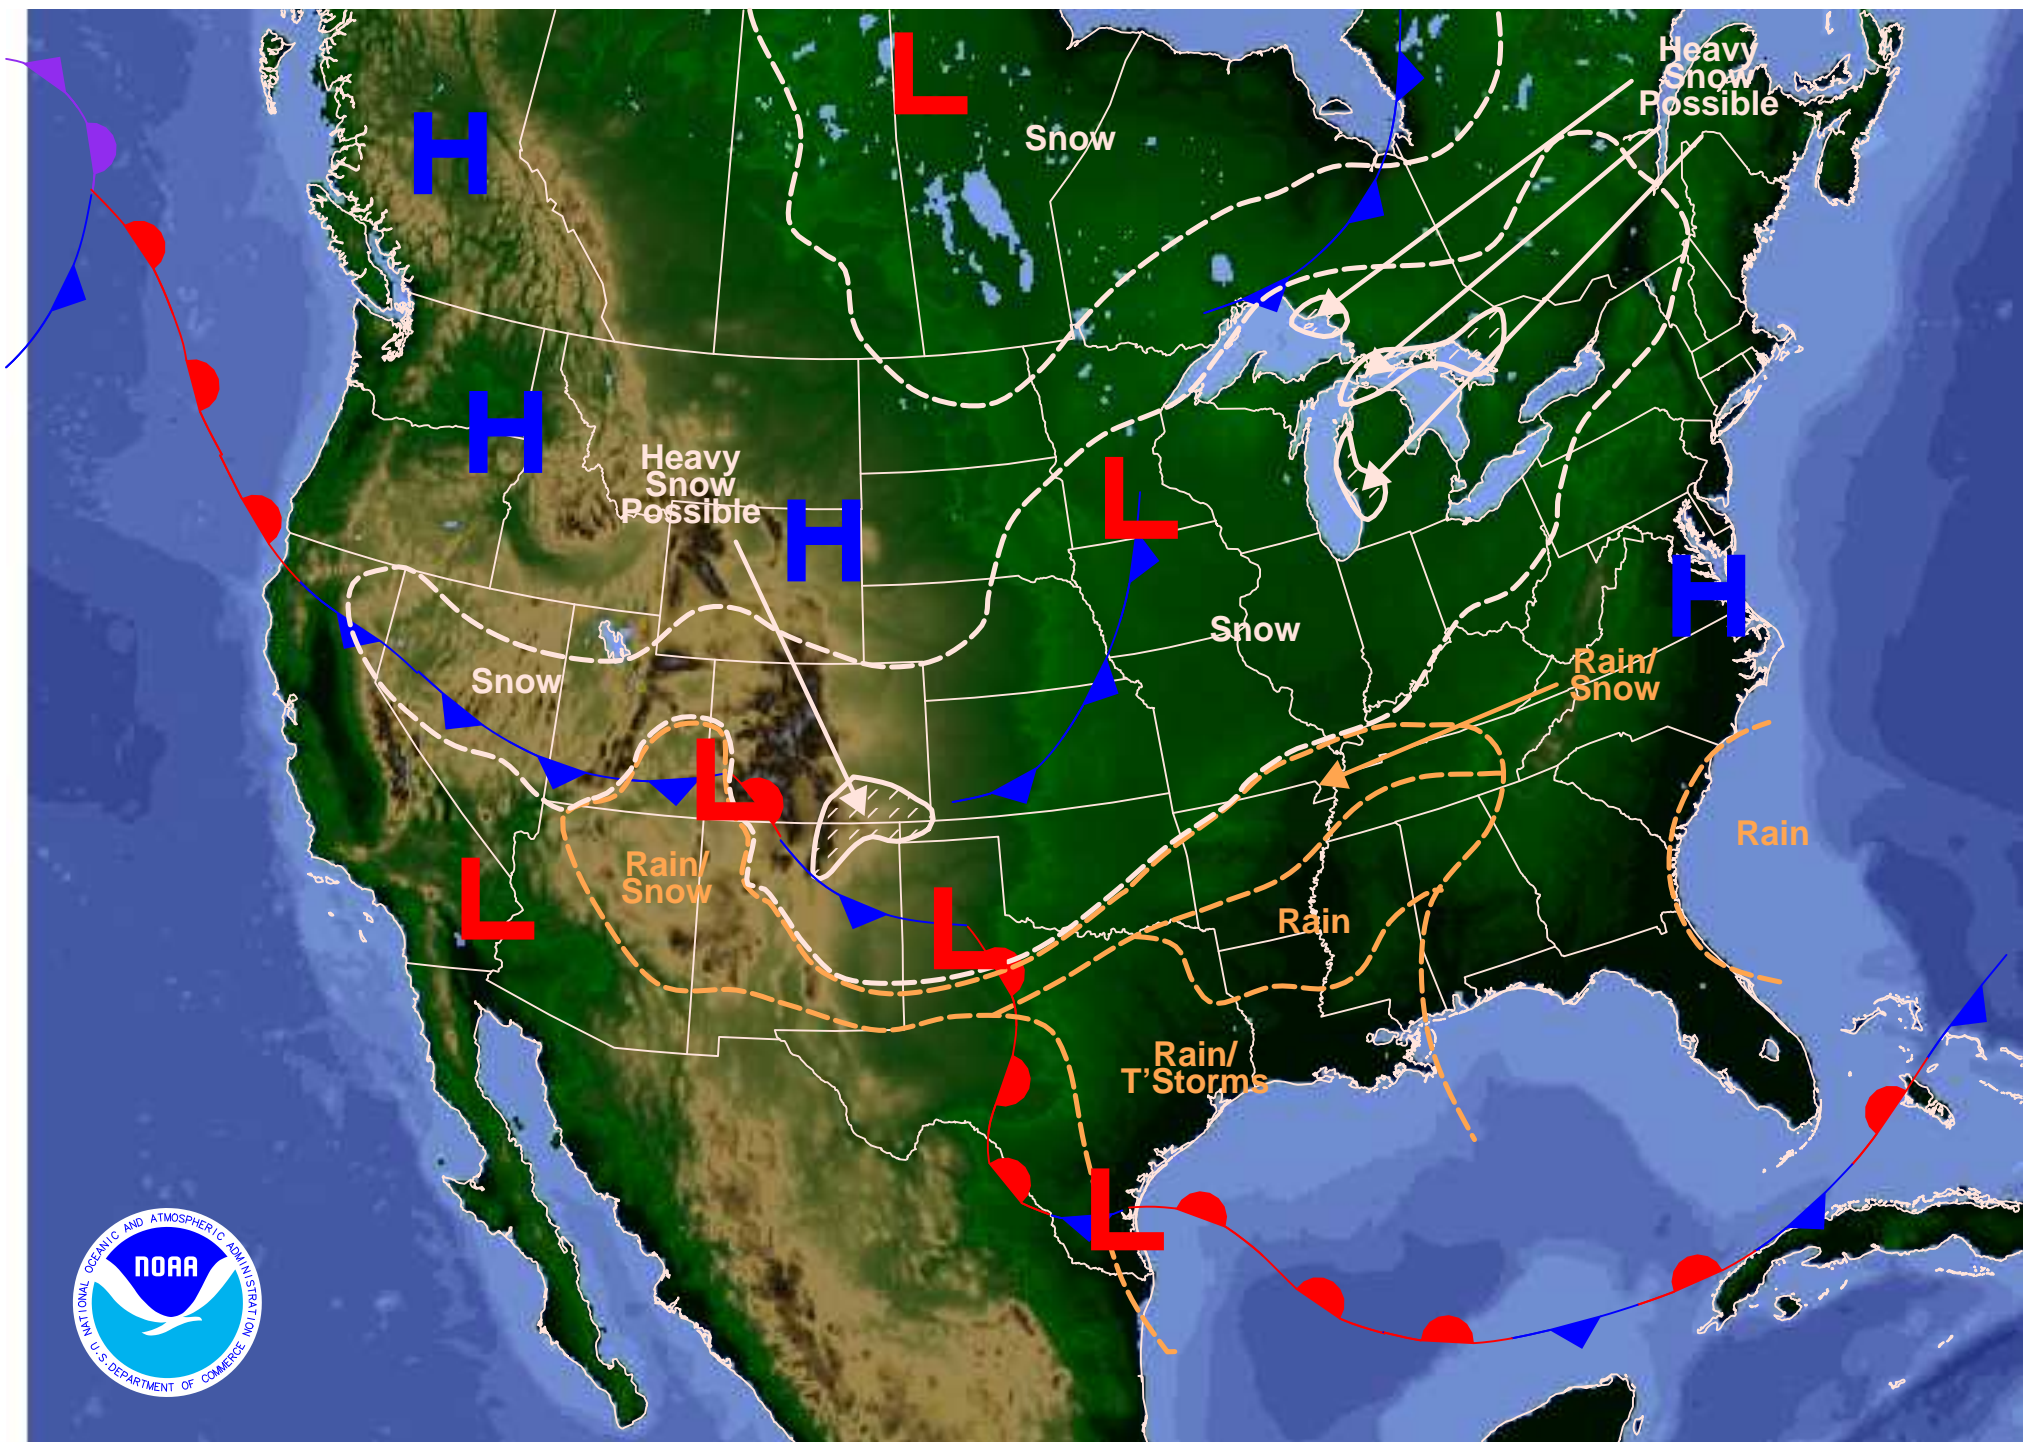 Heavy
Snow
Possible
L
Snow
H
H
Heavy
Snow
Possible
H
L
H
Snow
Rain/
Snow
Snow
L
Rain
Rain/
Snow
L
L
Rain
Rain/
T'Storms
L
NATIONAL OCEANIC AND ATMOSPHERIC ADMINISTRATION
NOAA
U.S. DEPARTMENT OF COMMERCE